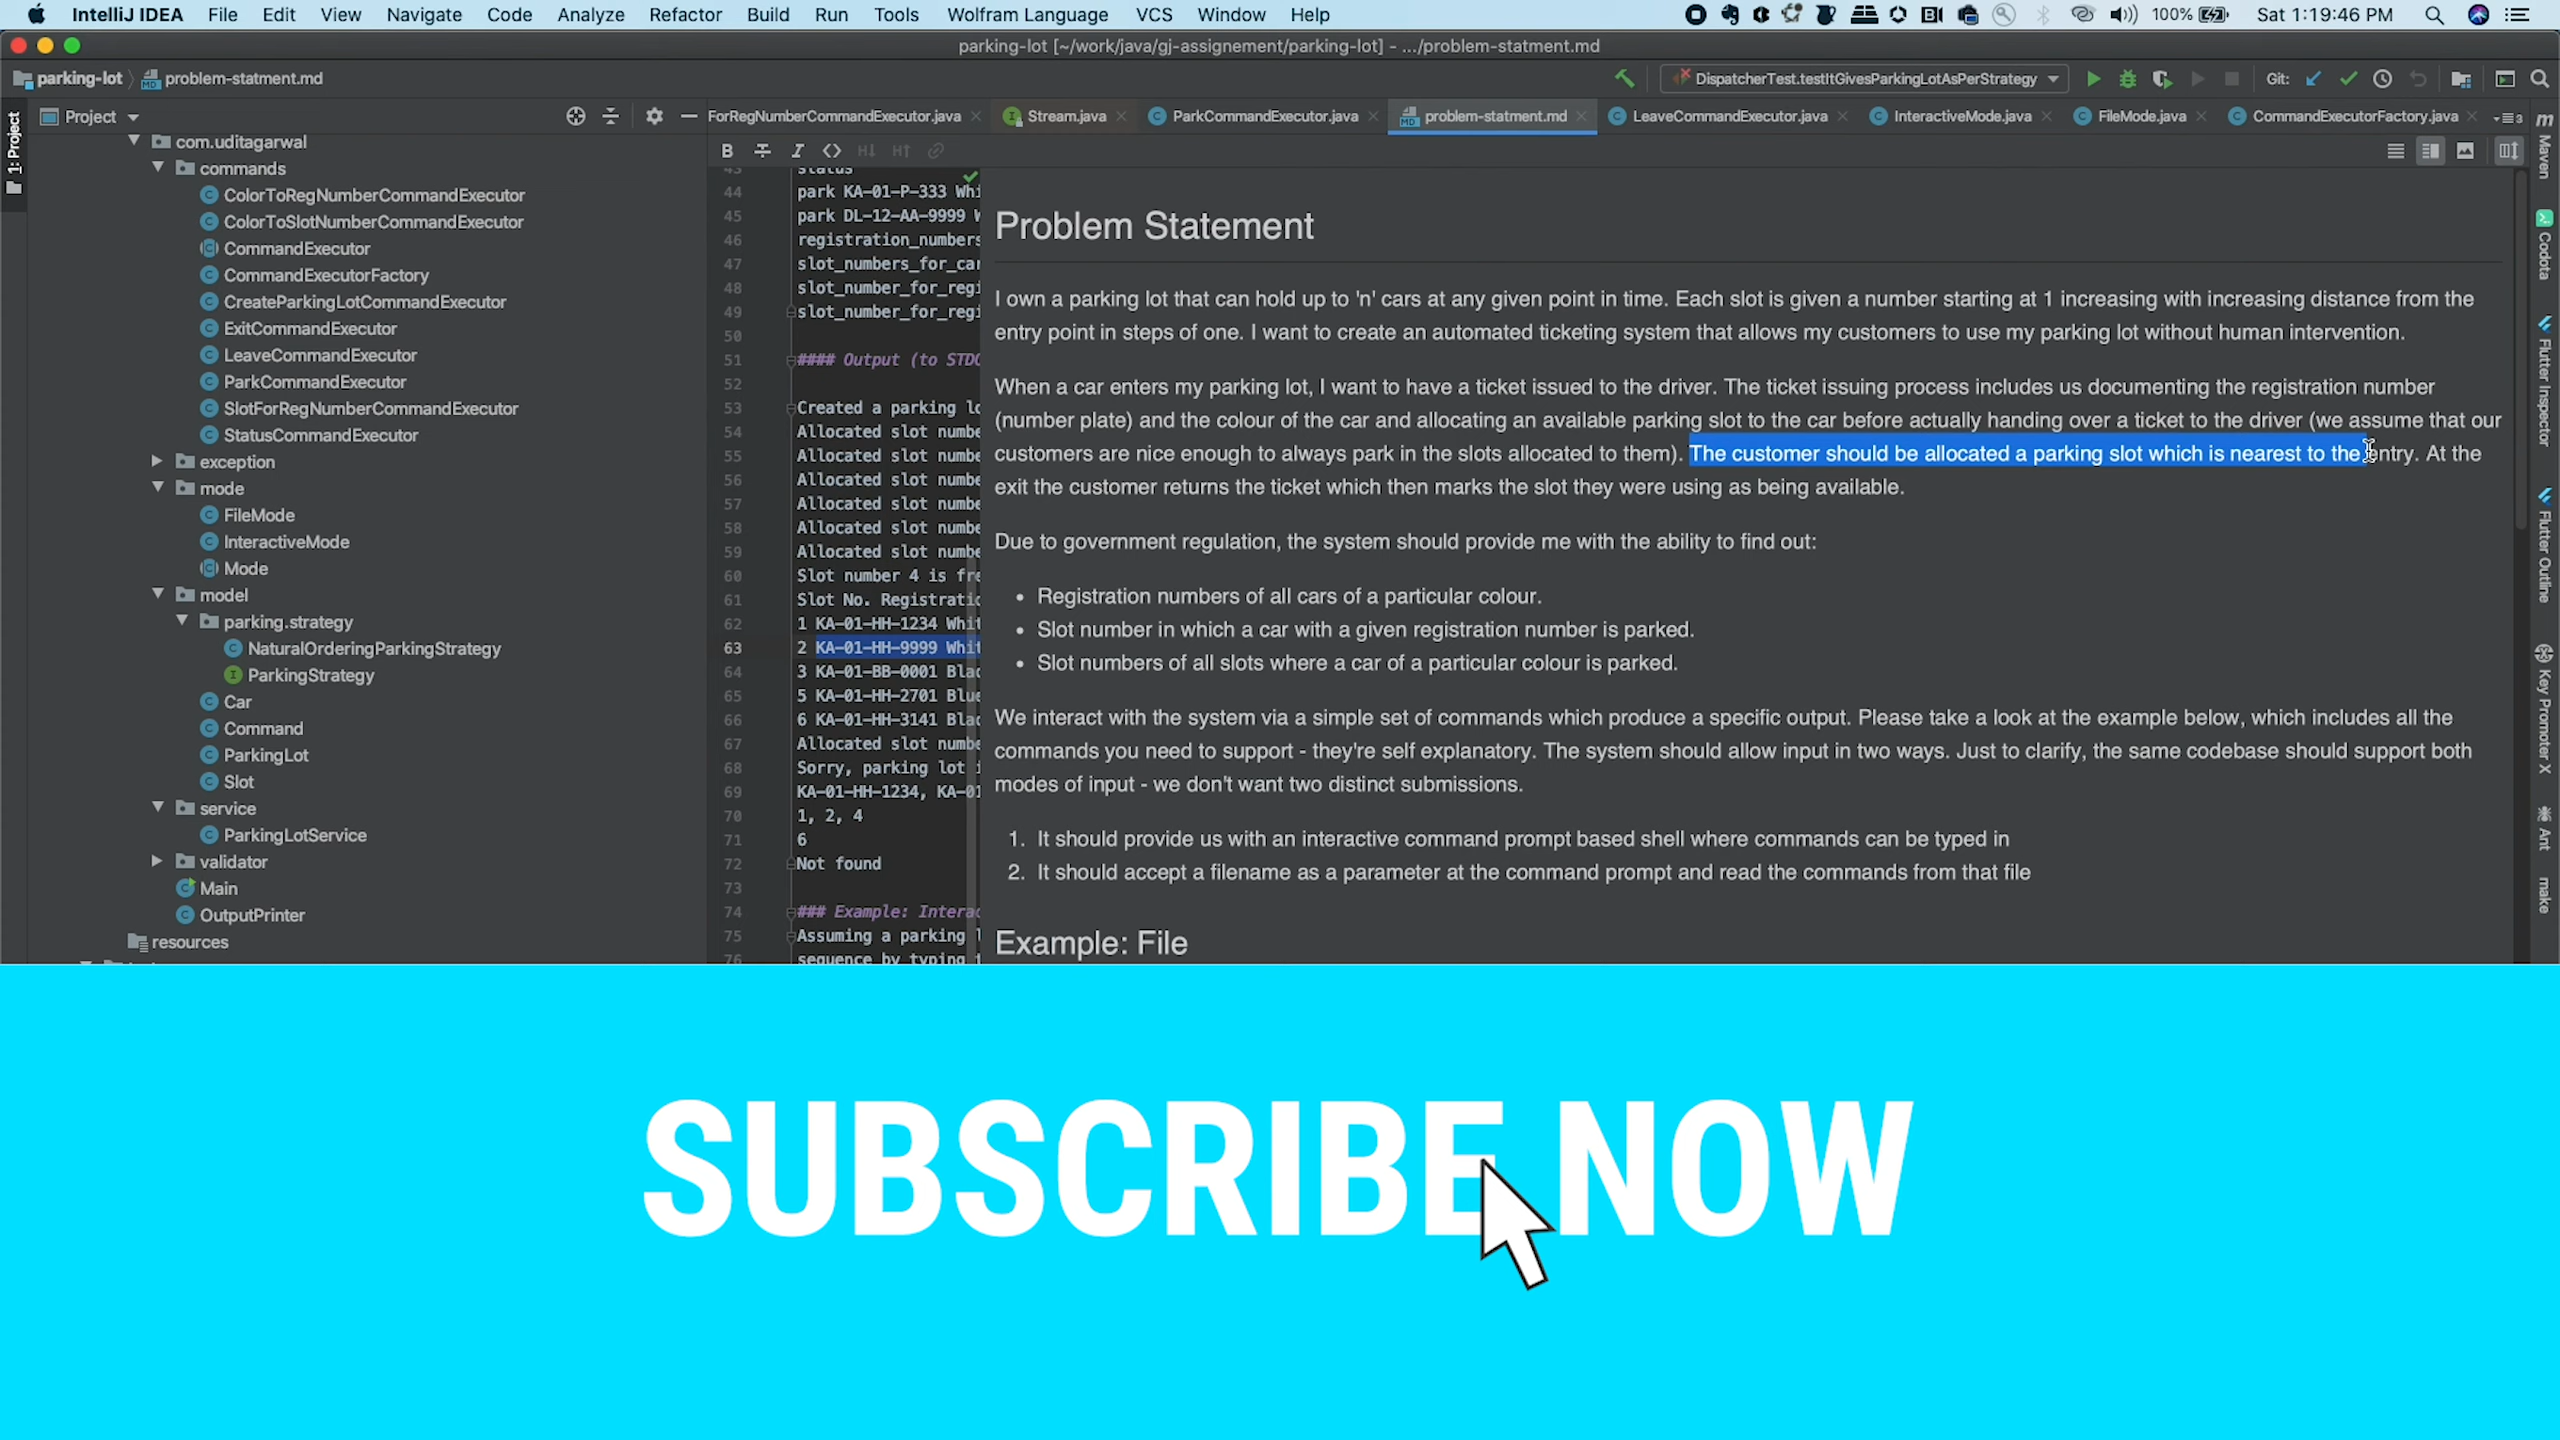 IntelliJ IDEA File Edit View Navigate Code Analyze Refactor Build Run Tools Wolfram Language VCS Window Help 100% Sat 1:19:46 PM
parking-lot [~/work/java/gj-assignement/parking-lot] - .../problem-statment.md
parking-lot problem-statment.md DispatcherTest.testItGivesParkingLotAsPerStrategy Git:
Project ForRegNumberCommandExecutor.java Stream.java ParkCommandExecutor.java problem-statment.md LeaveCommandExecutor.java InteractiveMode.java FileMode.java CommandExecutorFactory.java
1: Project
com.uditagarwal
commands
ColorToRegNumberCommandExecutor
ColorToSlotNumberCommandExecutor
CommandExecutor
CommandExecutorFactory
CreateParkingLotCommandExecutor
ExitCommandExecutor
LeaveCommandExecutor
ParkCommandExecutor
SlotForRegNumberCommandExecutor
StatusCommandExecutor
exception
mode
FileMode
InteractiveMode
Mode
model
parking.strategy
NaturalOrderingParkingStrategy
ParkingStrategy
Car
Command
ParkingLot
Slot
service
ParkingLotService
validator
Main
OutputPrinter
resources
43 status
44 park KA-01-P-333 Whi
45 park DL-12-AA-9999 W
46 registration_numbers
47 slot_numbers_for_car
48 slot_number_for_regi
49 slot_number_for_regi
50
51 #### Output (to STDO
52
53 Created a parking lo
54 Allocated slot numbe
55 Allocated slot numbe
56 Allocated slot numbe
57 Allocated slot numbe
58 Allocated slot numbe
59 Allocated slot numbe
60 Slot number 4 is fre
61 Slot No. Registratio
62 1 KA-01-HH-1234 Whit
63 2 KA-01-HH-9999 Whit
64 3 KA-01-BB-0001 Blac
65 5 KA-01-HH-2701 Blue
66 6 KA-01-HH-3141 Blac
67 Allocated slot numbe
68 Sorry, parking lot i
69 KA-01-HH-1234, KA-01
70 1, 2, 4
71 6
72 Not found
73
74 ### Example: Interac
75 Assuming a parking l
76 sequence by typing t
Problem Statement
I own a parking lot that can hold up to 'n' cars at any given point in time. Each slot is given a number starting at 1 increasing with increasing distance from the
entry point in steps of one. I want to create an automated ticketing system that allows my customers to use my parking lot without human intervention.
When a car enters my parking lot, I want to have a ticket issued to the driver. The ticket issuing process includes us documenting the registration number
(number plate) and the colour of the car and allocating an available parking slot to the car before actually handing over a ticket to the driver (we assume that our
customers are nice enough to always park in the slots allocated to them). The customer should be allocated a parking slot which is nearest to the entry. At the
exit the customer returns the ticket which then marks the slot they were using as being available.
Due to government regulation, the system should provide me with the ability to find out:
• Registration numbers of all cars of a particular colour.
• Slot number in which a car with a given registration number is parked.
• Slot numbers of all slots where a car of a particular colour is parked.
We interact with the system via a simple set of commands which produce a specific output. Please take a look at the example below, which includes all the
commands you need to support - they're self explanatory. The system should allow input in two ways. Just to clarify, the same codebase should support both
modes of input - we don't want two distinct submissions.
1. It should provide us with an interactive command prompt based shell where commands can be typed in
2. It should accept a filename as a parameter at the command prompt and read the commands from that file
Example: File
Maven
Codota
Flutter Inspector
Flutter Outline
Key Promoter X
Ant
make
SUBSCRIBE NOW